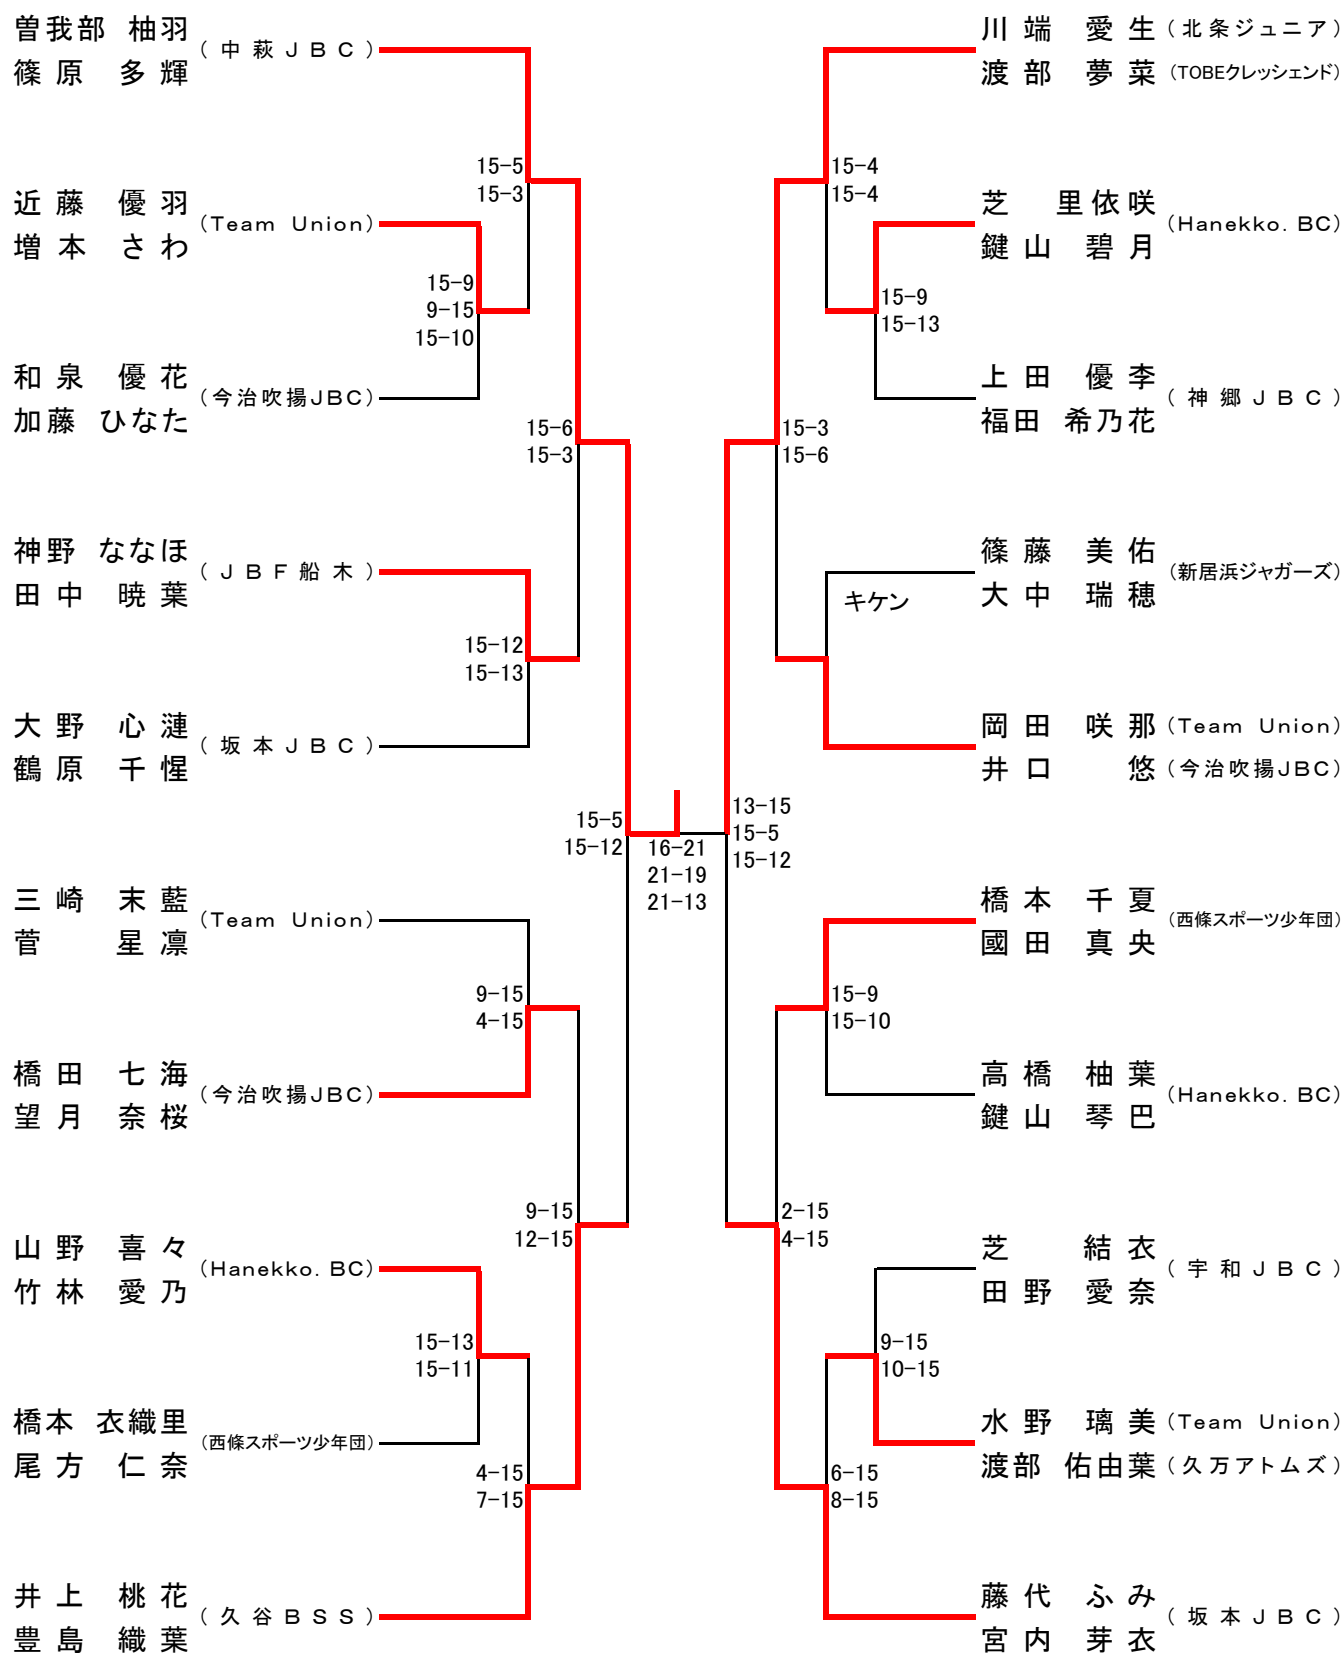 曽我部 柚羽
篠原 多輝
(中萩JBC)
近藤 優羽
増本 さわ
(Team Union)
和泉 優花
加藤 ひなた
(今治吹揚JBC)
神野 ななほ
田中 暁葉
(JBF船木)
大野 心漣
鶴原 千惺
(坂本JBC)
三崎 末藍
菅 星凛
(Team Union)
橋田 七海
望月 奈桜
(今治吹揚JBC)
山野 喜々
竹林 愛乃
(Hanekko.BC)
橋本 衣織里
尾方 仁奈
(西條スポーツ少年団)
井上 桃花
豊島 織葉
(久谷BSS)
15-5
15-3
15-9
9-15
15-10
15-6
15-3
15-12
15-13
15-5
15-12
9-15
4-15
9-15
12-15
15-13
15-11
4-15
7-15
16-21
21-19
21-13
川端 愛生 (北条ジュニア)
渡部 夢菜 (TOBEクレッシェンド)
芝 里依咲
鍵山 碧月
(Hanekko.BC)
上田 優李
福田 希乃花
(神郷JBC)
篠藤 美佑
大中 瑞穂
(新居浜ジャガーズ)
岡田 咲那 (Team Union)
井口 悠 (今治吹揚JBC)
橋本 千夏
國田 真央
(西條スポーツ少年団)
高橋 柚葉
鍵山 琴巴
(Hanekko.BC)
芝 結衣
田野 愛奈
(宇和JBC)
水野 璃美 (Team Union)
渡部 佑由葉 (久万アトムズ)
藤代 ふみ
宮内 芽衣
(坂本JBC)
15-4
15-4
15-9
15-13
15-3
15-6
キケン
13-15
15-5
15-12
15-9
15-10
2-15
4-15
9-15
10-15
6-15
8-15